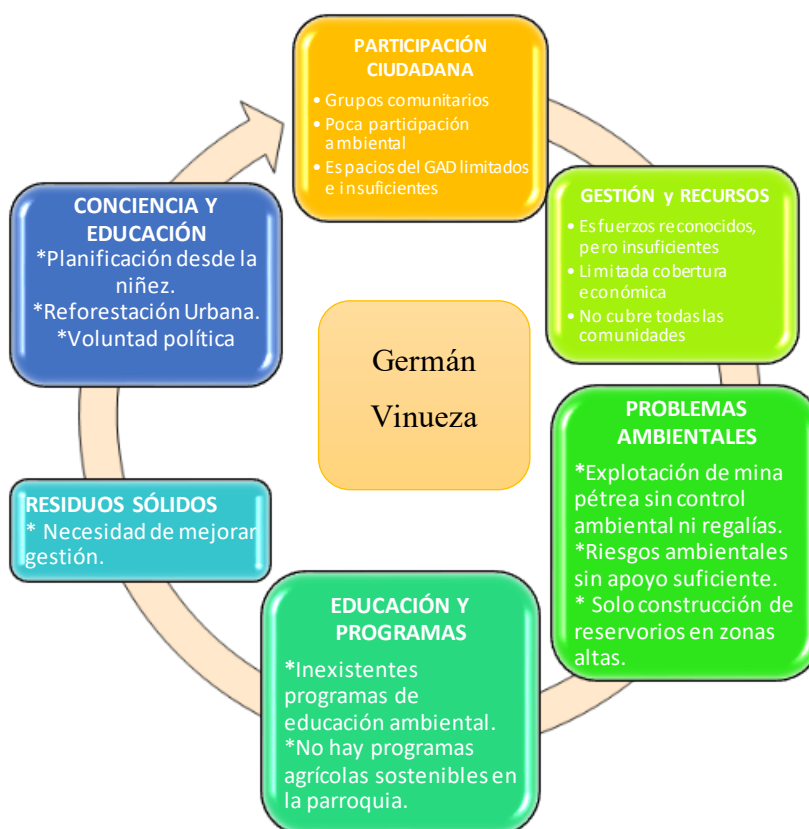 PARTICIPACIÓN
CIUDADANA
• Grupos comunitarios
• Poca participación
ambiental
• Espacios del GAD limitados
e insuficientes
GESTIÓN y RECURSOS
• Esfuerzos reconocidos,
pero insuficientes
• Limitada cobertura
económica
• No cubre todas las
comunidades
PROBLEMAS
AMBIENTALES
*Explotación de mina
pétrea sin control
ambiental ni regalías.
*Riesgos ambientales
sin apoyo suficiente.
* Solo construcción de
reservorios en zonas
altas.
EDUCACIÓN Y
PROGRAMAS
*Inexistentes
programas de
educación ambiental.
*No hay programas
agrícolas sostenibles en
la parroquia.
RESIDUOS SÓLIDOS
* Necesidad de mejorar
gestión.
CONCIENCIA Y
EDUCACIÓN
*Planificación desde la
niñez.
*Reforestación Urbana.
*Voluntad política
Germán
Vinueza